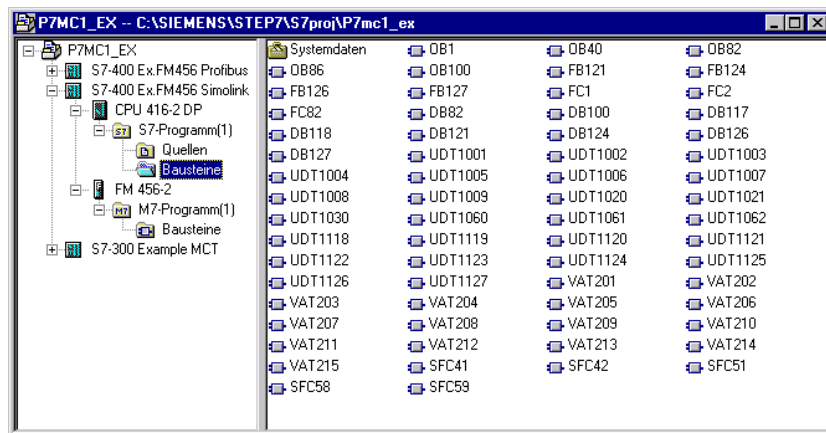 P7MC1_EX -- C:\SIEMENS\STEP7\S7proj\P7mc1_ex
P7MC1_EX
S7-400 Ex.FM456 Profibus
S7-400 Ex.FM456 Simolink
CPU 416-2 DP
S7-Programm(1)
Quellen
Bausteine
FM 456-2
M7-Programm(1)
Bausteine
S7-300 Example MCT
Systemdaten OB1 OB40 OB82
OB86 OB100 FB121 FB124
FB126 FB127 FC1 FC2
FC82 DB82 DB100 DB117
DB118 DB121 DB124 DB126
DB127 UDT1001 UDT1002 UDT1003
UDT1004 UDT1005 UDT1006 UDT1007
UDT1008 UDT1009 UDT1020 UDT1021
UDT1030 UDT1060 UDT1061 UDT1062
UDT1118 UDT1119 UDT1120 UDT1121
UDT1122 UDT1123 UDT1124 UDT1125
UDT1126 UDT1127 VAT201 VAT202
VAT203 VAT204 VAT205 VAT206
VAT207 VAT208 VAT209 VAT210
VAT211 VAT212 VAT213 VAT214
VAT215 SFC41 SFC42 SFC51
SFC58 SFC59